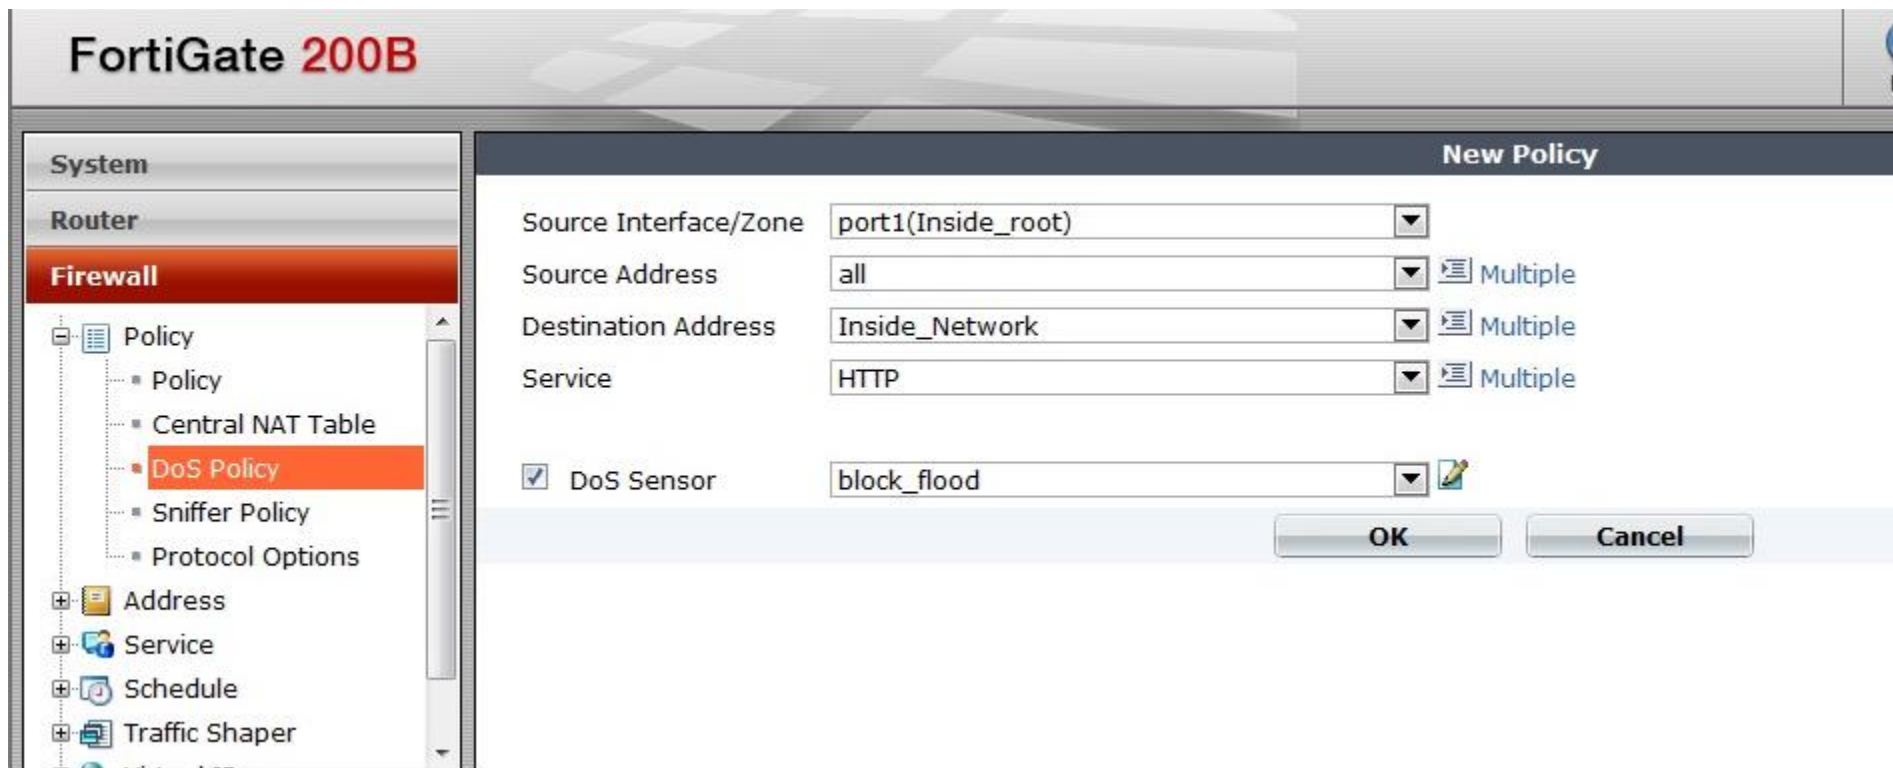 FortiGate 200B
System
Router
Firewall
Policy
Policy
Central NAT Table
DoS Policy
Sniffer Policy
Protocol Options
Address
Service
Schedule
Traffic Shaper
New Policy
Source Interface/Zone port1(Inside_root)
Source Address all Multiple
Destination Address Inside_Network Multiple
Service HTTP Multiple
DoS Sensor block_flood
OK Cancel